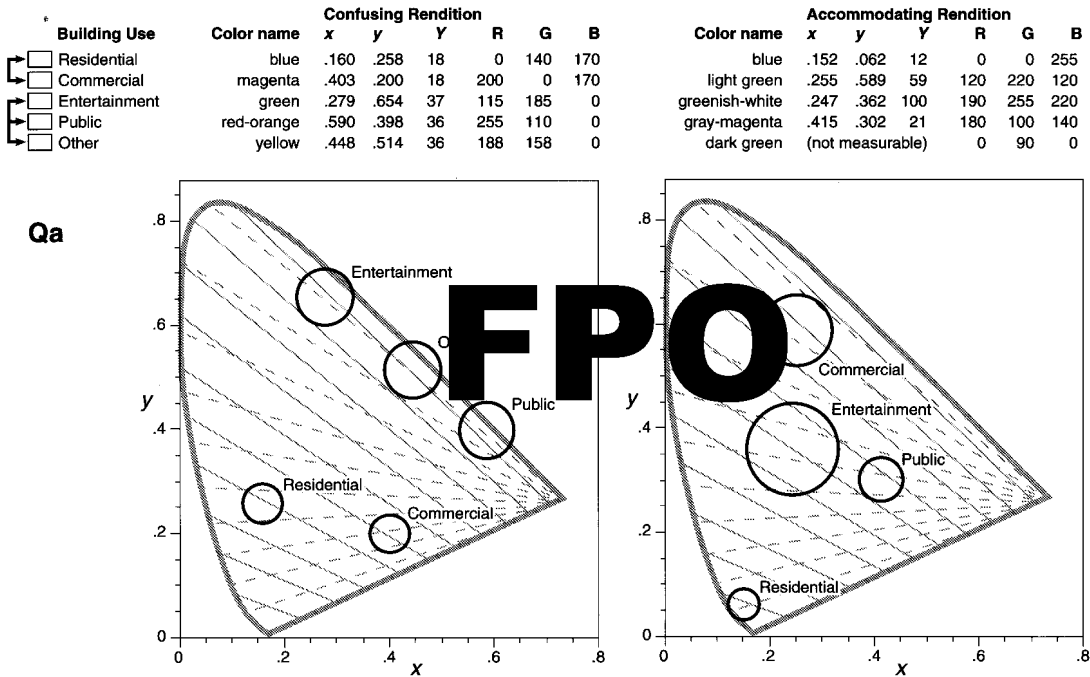 Confusing Rendition Accommodating Rendition
Building Use Color name x y Y R G B Color name x y Y R G B
Residential blue .160 .258 18 0 140 170 blue .152 .062 12 0 0 255
Commercial magenta .403 .200 18 200 0 170 light green .255 .589 59 120 220 120
Entertainment green .279 .654 37 115 185 0 greenish-white .247 .362 100 190 255 220
Public red-orange .590 .398 36 255 110 0 gray-magenta .415 .302 21 180 100 140
Other yellow .448 .514 36 188 158 0 dark green (not measurable) 0 90 0
Qa
.8
.6
.4
.2
0
y
0 .2 .4 .6 .8
x
Entertainment
O
Public
Residential
Commercial
FPO
.8
y
.4
.2
0
0 .2 .4 .6 .8
x
Commercial
Entertainment
Public
Residential